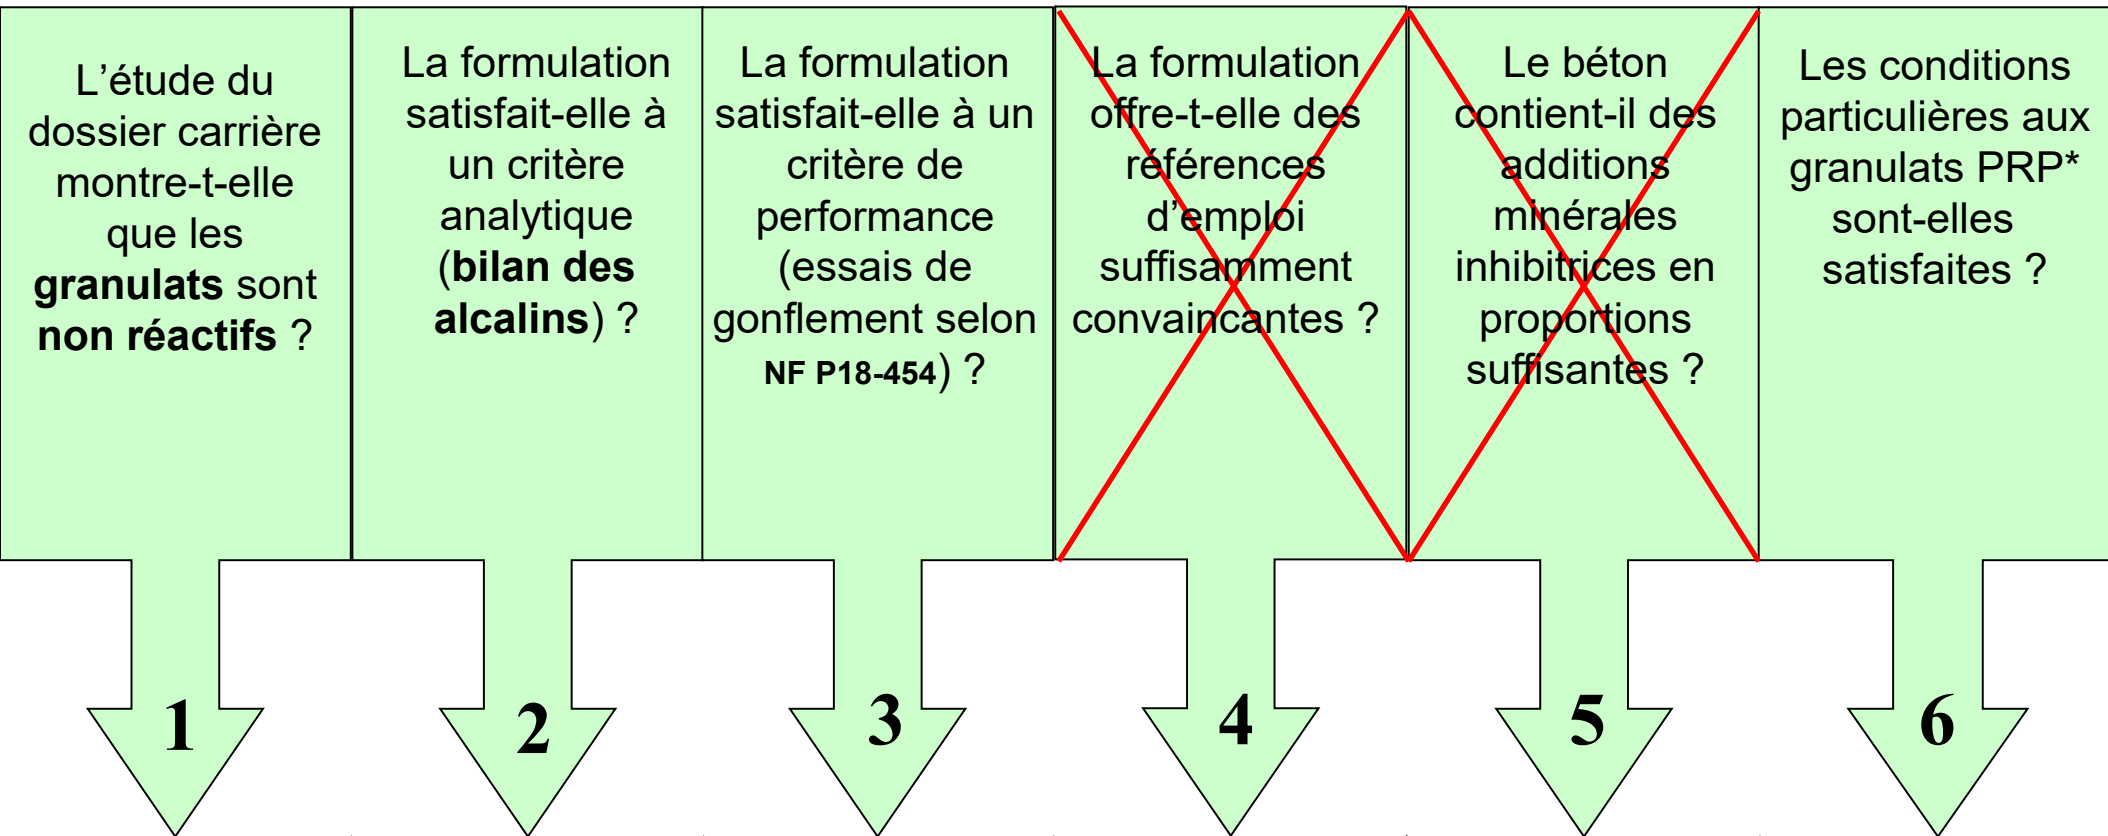 L’étude du
dossier carrière
montre-t-elle
que les
granulats sont
non réactifs ?
La formulation
satisfait-elle à
un critère
analytique
(bilan des
alcalins) ?
La formulation
satisfait-elle à un
critère de
performance
(essais de
gonflement selon
NF P18-454) ?
La formulation
offre-t-elle des
références
d’emploi
suffisamment
convaincantes ?
Le béton
contient-il des
additions
minérales
inhibitrices en
proportions
suffisantes ?
Les conditions
particulières aux
granulats PRP*
sont-elles
satisfaites ?
1
2
3
4
5
6